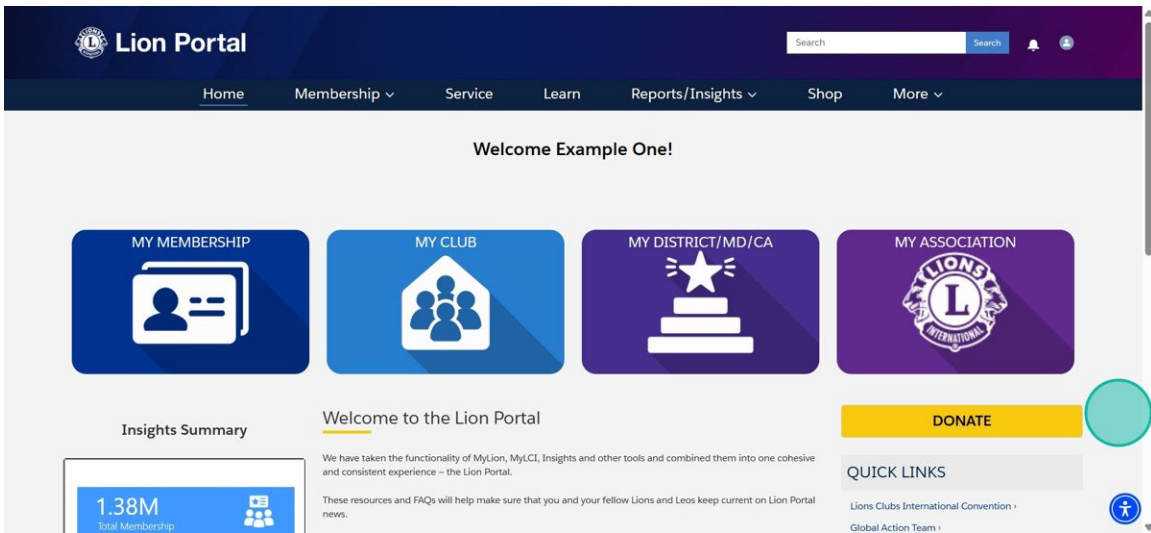 Lion Portal
Search
Search
Home
Membership
Service
Learn
Reports/Insights
Shop
More
Welcome Example One!
MY MEMBERSHIP
MY CLUB
MY DISTRICT/MD/CA
MY ASSOCIATION
LIONS
L
INTERNATIONAL
Insights Summary
1.38M
Total Membership
Welcome to the Lion Portal
We have taken the functionality of MyLion, MyLCI, Insights and other tools and combined them into one cohesive
and consistent experience – the Lion Portal.
These resources and FAQs will help make sure that you and your fellow Lions and Leos keep current on Lion Portal
news.
DONATE
QUICK LINKS
Lions Clubs International Convention ›
Global Action Team ›